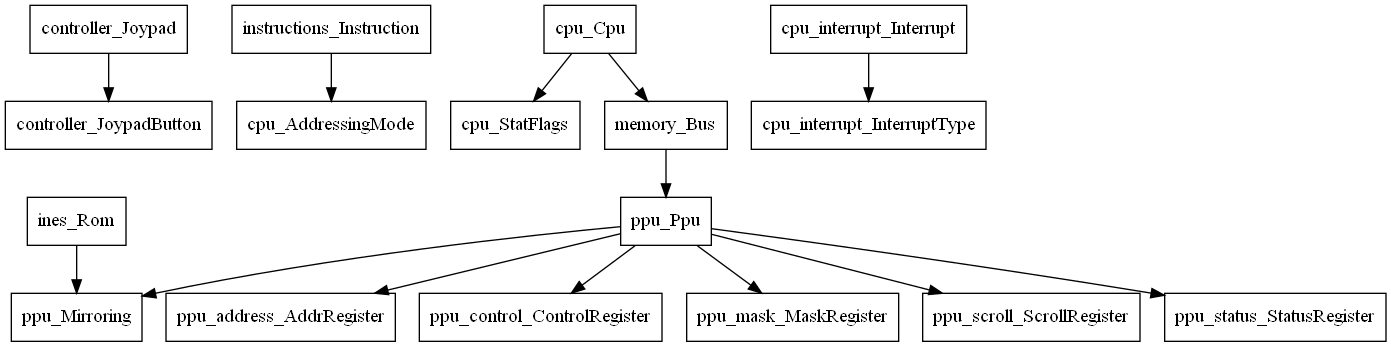 controller_Joypad
instructions_Instruction
cpu_Cpu
cpu_interrupt_Interrupt
controller_JoypadButton
cpu_AddressingMode
cpu_StatFlags
memory_Bus
cpu_interrupt_InterruptType
ines_Rom
ppu_Ppu
ppu_Mirroring
ppu_address_AddrRegister
ppu_control_ControlRegister
ppu_mask_MaskRegister
ppu_scroll_ScrollRegister
ppu_status_StatusRegister